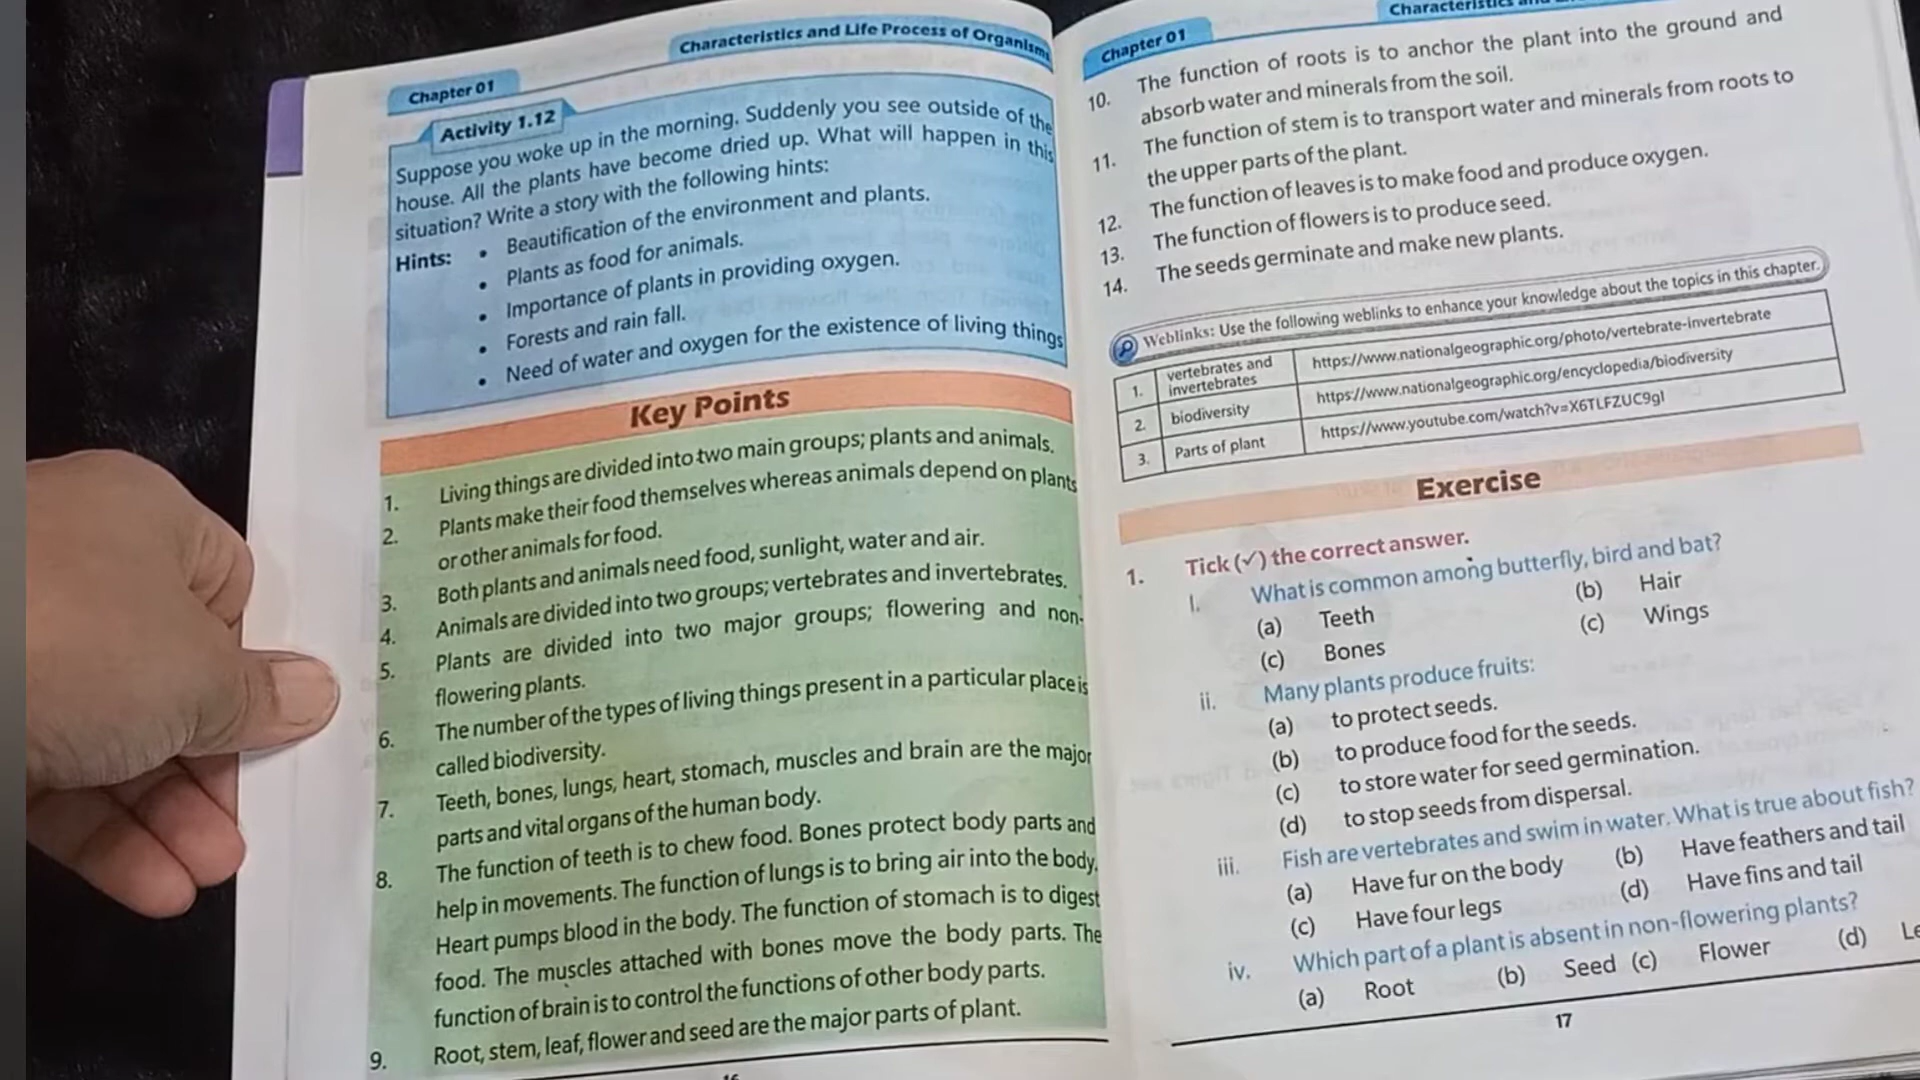 Chapter 01
Characteristics and Life Process of Organism
Activity 1.12
Suppose you woke up in the morning. Suddenly you see outside of the
house. All the plants have become dried up. What will happen in this
situation? Write a story with the following hints:
Hints: • Beautification of the environment and plants.
• Plants as food for animals.
• Importance of plants in providing oxygen.
• Forests and rain fall.
• Need of water and oxygen for the existence of living things
Key Points
1. Living things are divided into two main groups; plants and animals.
2. Plants make their food themselves whereas animals depend on plants
or other animals for food.
3. Both plants and animals need food, sunlight, water and air.
4. Animals are divided into two groups; vertebrates and invertebrates.
5. Plants are divided into two major groups; flowering and non-
flowering plants.
6. The number of the types of living things present in a particular place is
called biodiversity.
7. Teeth, bones, lungs, heart, stomach, muscles and brain are the major
parts and vital organs of the human body.
8. The function of teeth is to chew food. Bones protect body parts and
help in movements. The function of lungs is to bring air into the body.
Heart pumps blood in the body. The function of stomach is to digest
food. The muscles attached with bones move the body parts. The
function of brain is to control the functions of other body parts.
9. Root, stem, leaf, flower and seed are the major parts of plant.
Chapter 01
Characteristics and
10. The function of roots is to anchor the plant into the ground and
absorb water and minerals from the soil.
11. The function of stem is to transport water and minerals from roots to
the upper parts of the plant.
12. The function of leaves is to make food and produce oxygen.
13. The function of flowers is to produce seed.
14. The seeds germinate and make new plants.
Weblinks: Use the following weblinks to enhance your knowledge about the topics in this chapter.
1. vertebrates and invertebrates https://www.nationalgeographic.org/photo/vertebrate-invertebrate
2. biodiversity https://www.nationalgeographic.org/encyclopedia/biodiversity
3. Parts of plant https://www.youtube.com/watch?v=X6TLFZUC9gI
Exercise
1. Tick (✓) the correct answer.
I. What is common among butterfly, bird and bat?
(a) Teeth (b) Hair
(c) Bones (c) Wings
ii. Many plants produce fruits:
(a) to protect seeds.
(b) to produce food for the seeds.
(c) to store water for seed germination.
(d) to stop seeds from dispersal.
iii. Fish are vertebrates and swim in water. What is true about fish?
(a) Have fur on the body (b) Have feathers and tail
(c) Have four legs (d) Have fins and tail
iv. Which part of a plant is absent in non-flowering plants?
(a) Root (b) Seed (c) Flower (d) Le
17